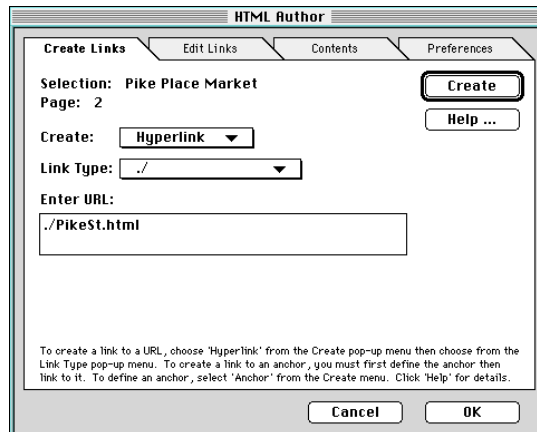 HTML Author
Create Links Edit Links Contents Preferences
Selection: Pike Place Market
Page: 2
Create
Help ...
Create: Hyperlink
Link Type: ./
Enter URL:
./PikeSt.html
To create a link to a URL, choose 'Hyperlink' from the Create pop-up menu then choose from the
Link Type pop-up menu. To create a link to an anchor, you must first define the anchor then
link to it. To define an anchor, select 'Anchor' from the Create menu. Click 'Help' for details.
Cancel OK